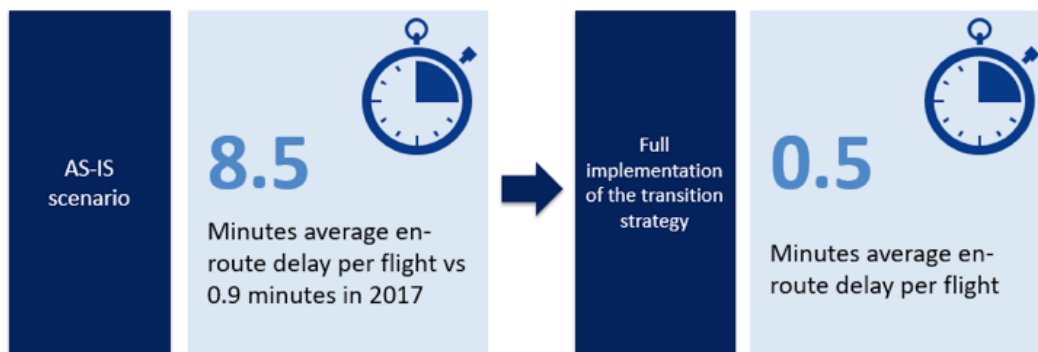 AS-IS
scenario
8.5
Minutes average en-
route delay per flight vs
0.9 minutes in 2017
Full
implementation
of the transition
strategy
0.5
Minutes average en-
route delay per flight